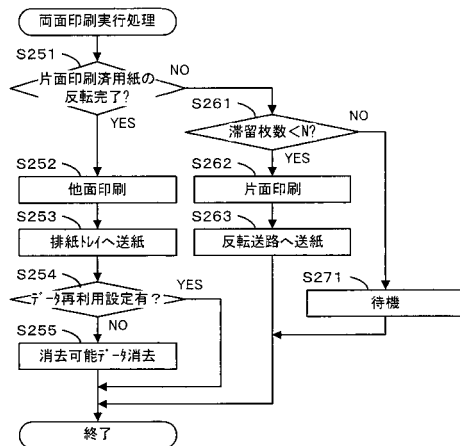 両面印刷実行処理
S251
片面印刷済用紙の
反転完了?
NO
YES
S261
滞留枚数<N?
NO
YES
S252
他面印刷
S262
片面印刷
S253
排紙ﾄﾚｲへ送紙
S263
反転送路へ送紙
S254
ﾃﾞｰﾀ再利用設定有?
YES
NO
S271
待機
S255
消去可能ﾃﾞｰﾀ消去
終了